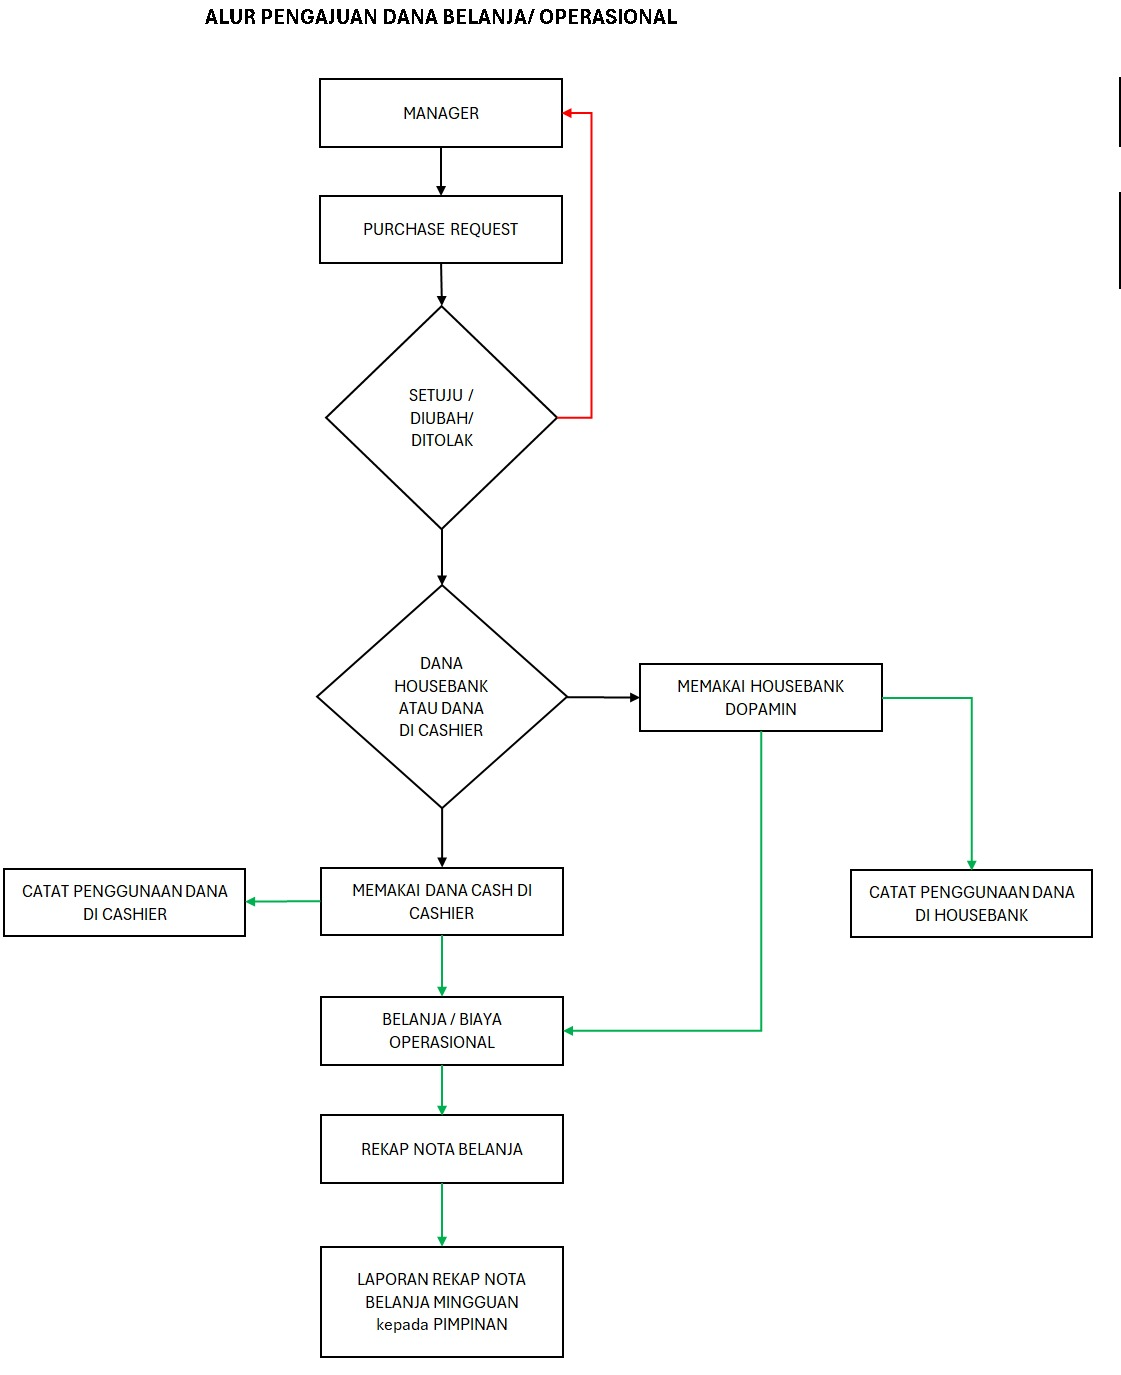 ALUR PENGAJUAN DANA BELANJA/ OPERASIONAL
MANAGER
PURCHASE REQUEST
SETUJU /
DIUBAH/
DITOLAK
DANA
HOUSEBANK
ATAU DANA
DI CASHIER
MEMAKAI HOUSEBANK
DOPAMIN
CATAT PENGGUNAAN DANA
DI CASHIER
MEMAKAI DANA CASH DI
CASHIER
CATAT PENGGUNAAN DANA
DI HOUSEBANK
BELANJA / BIAYA
OPERASIONAL
REKAP NOTA BELANJA
LAPORAN REKAP NOTA
BELANJA MINGGUAN
kepada PIMPINAN